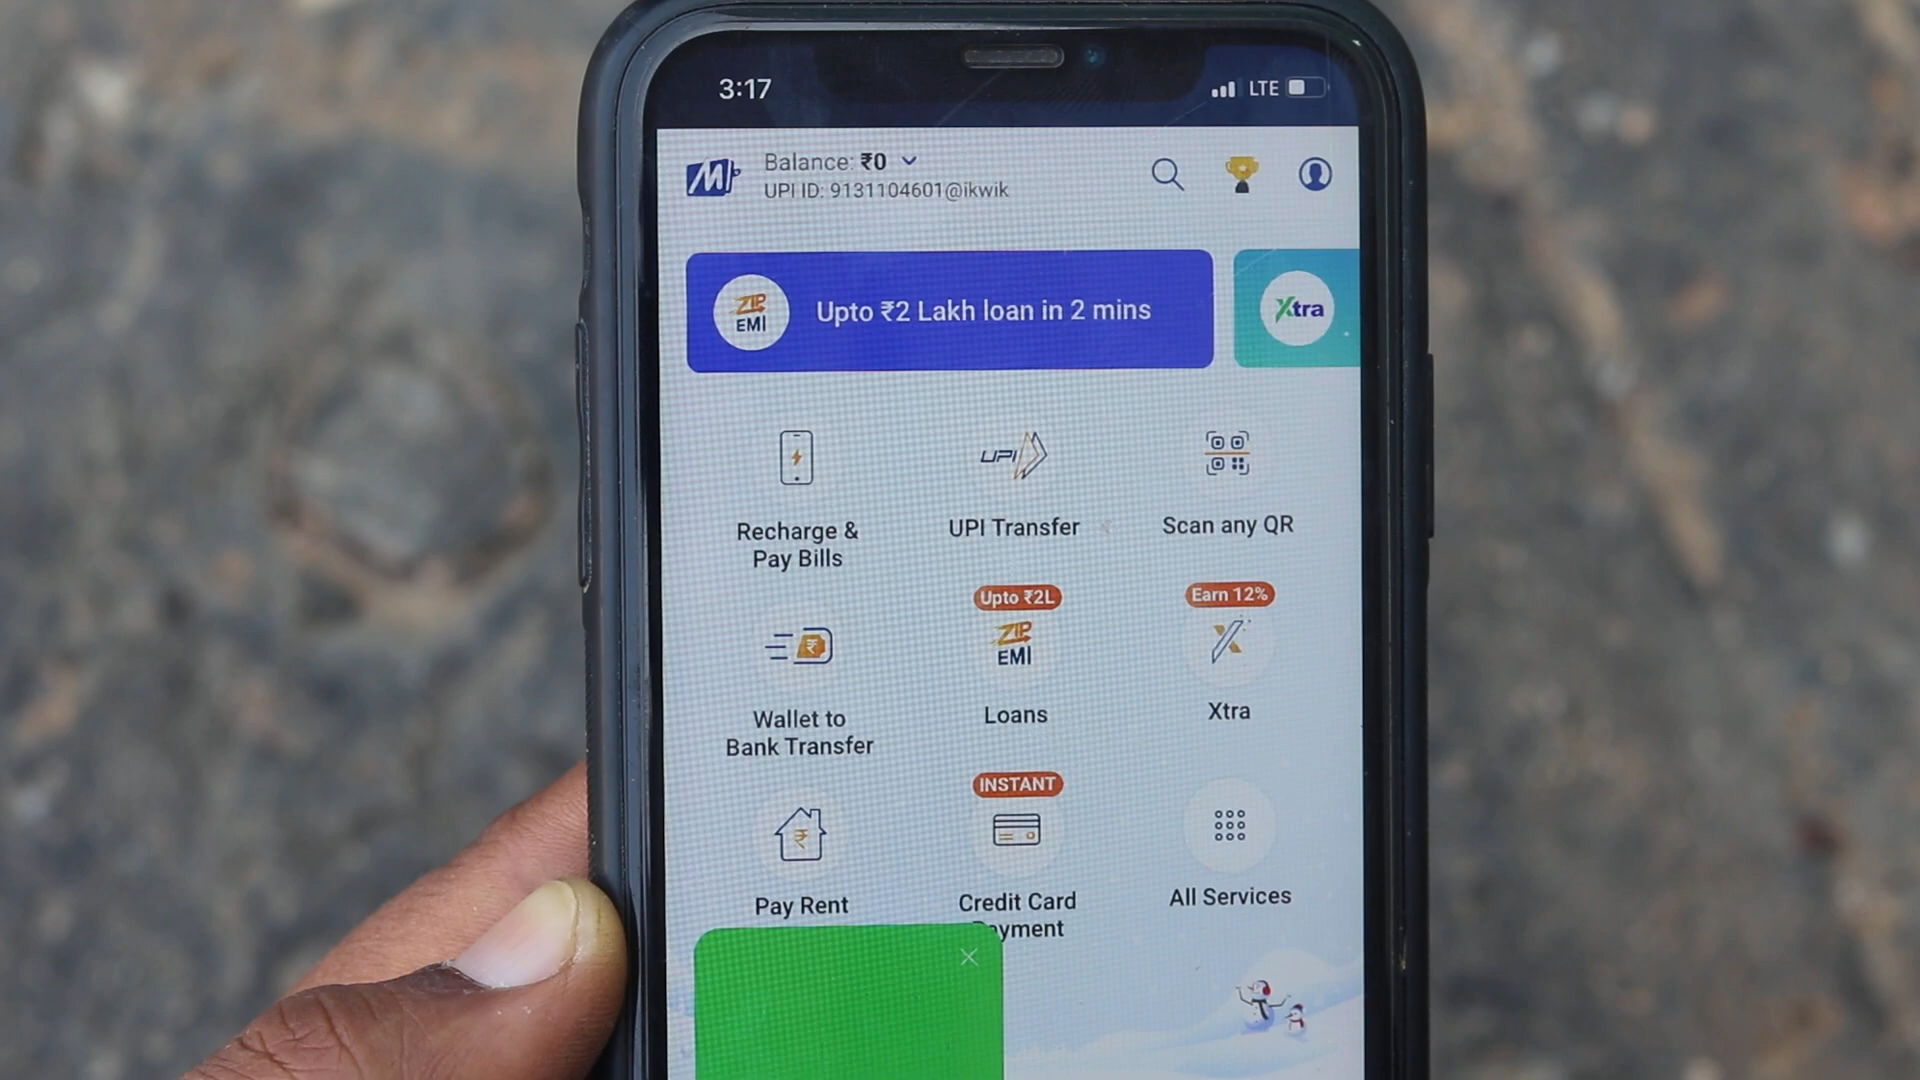 3:17
LTE
Balance: ₹0
UPI ID: 9131104601@ikwik
ZIP
EMI
Upto ₹2 Lakh loan in 2 mins
Xtra
UPI
Recharge &
Pay Bills
UPI Transfer
Scan any QR
Upto ₹2L
Earn 12%
ZIP
EMI
Wallet to
Bank Transfer
Loans
Xtra
INSTANT
Pay Rent
Credit Card
Payment
All Services